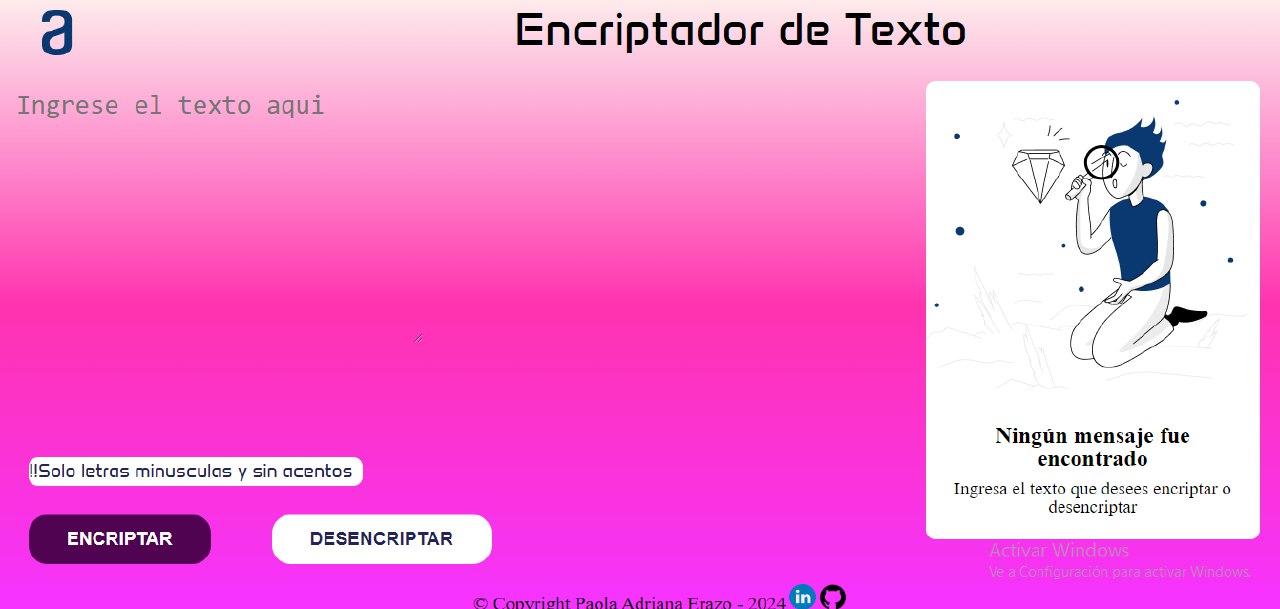 a
Encriptador de Texto
Ingrese el texto aqui
Ningún mensaje fue
encontrado
Ingresa el texto que desees encriptar o
desencriptar
!!Solo letras minusculas y sin acentos
ENCRIPTAR
DESENCRIPTAR
Activar Windows
Ve a Configuración para activar Windows.
© Copyright Paola Adriana Erazo - 2024 in